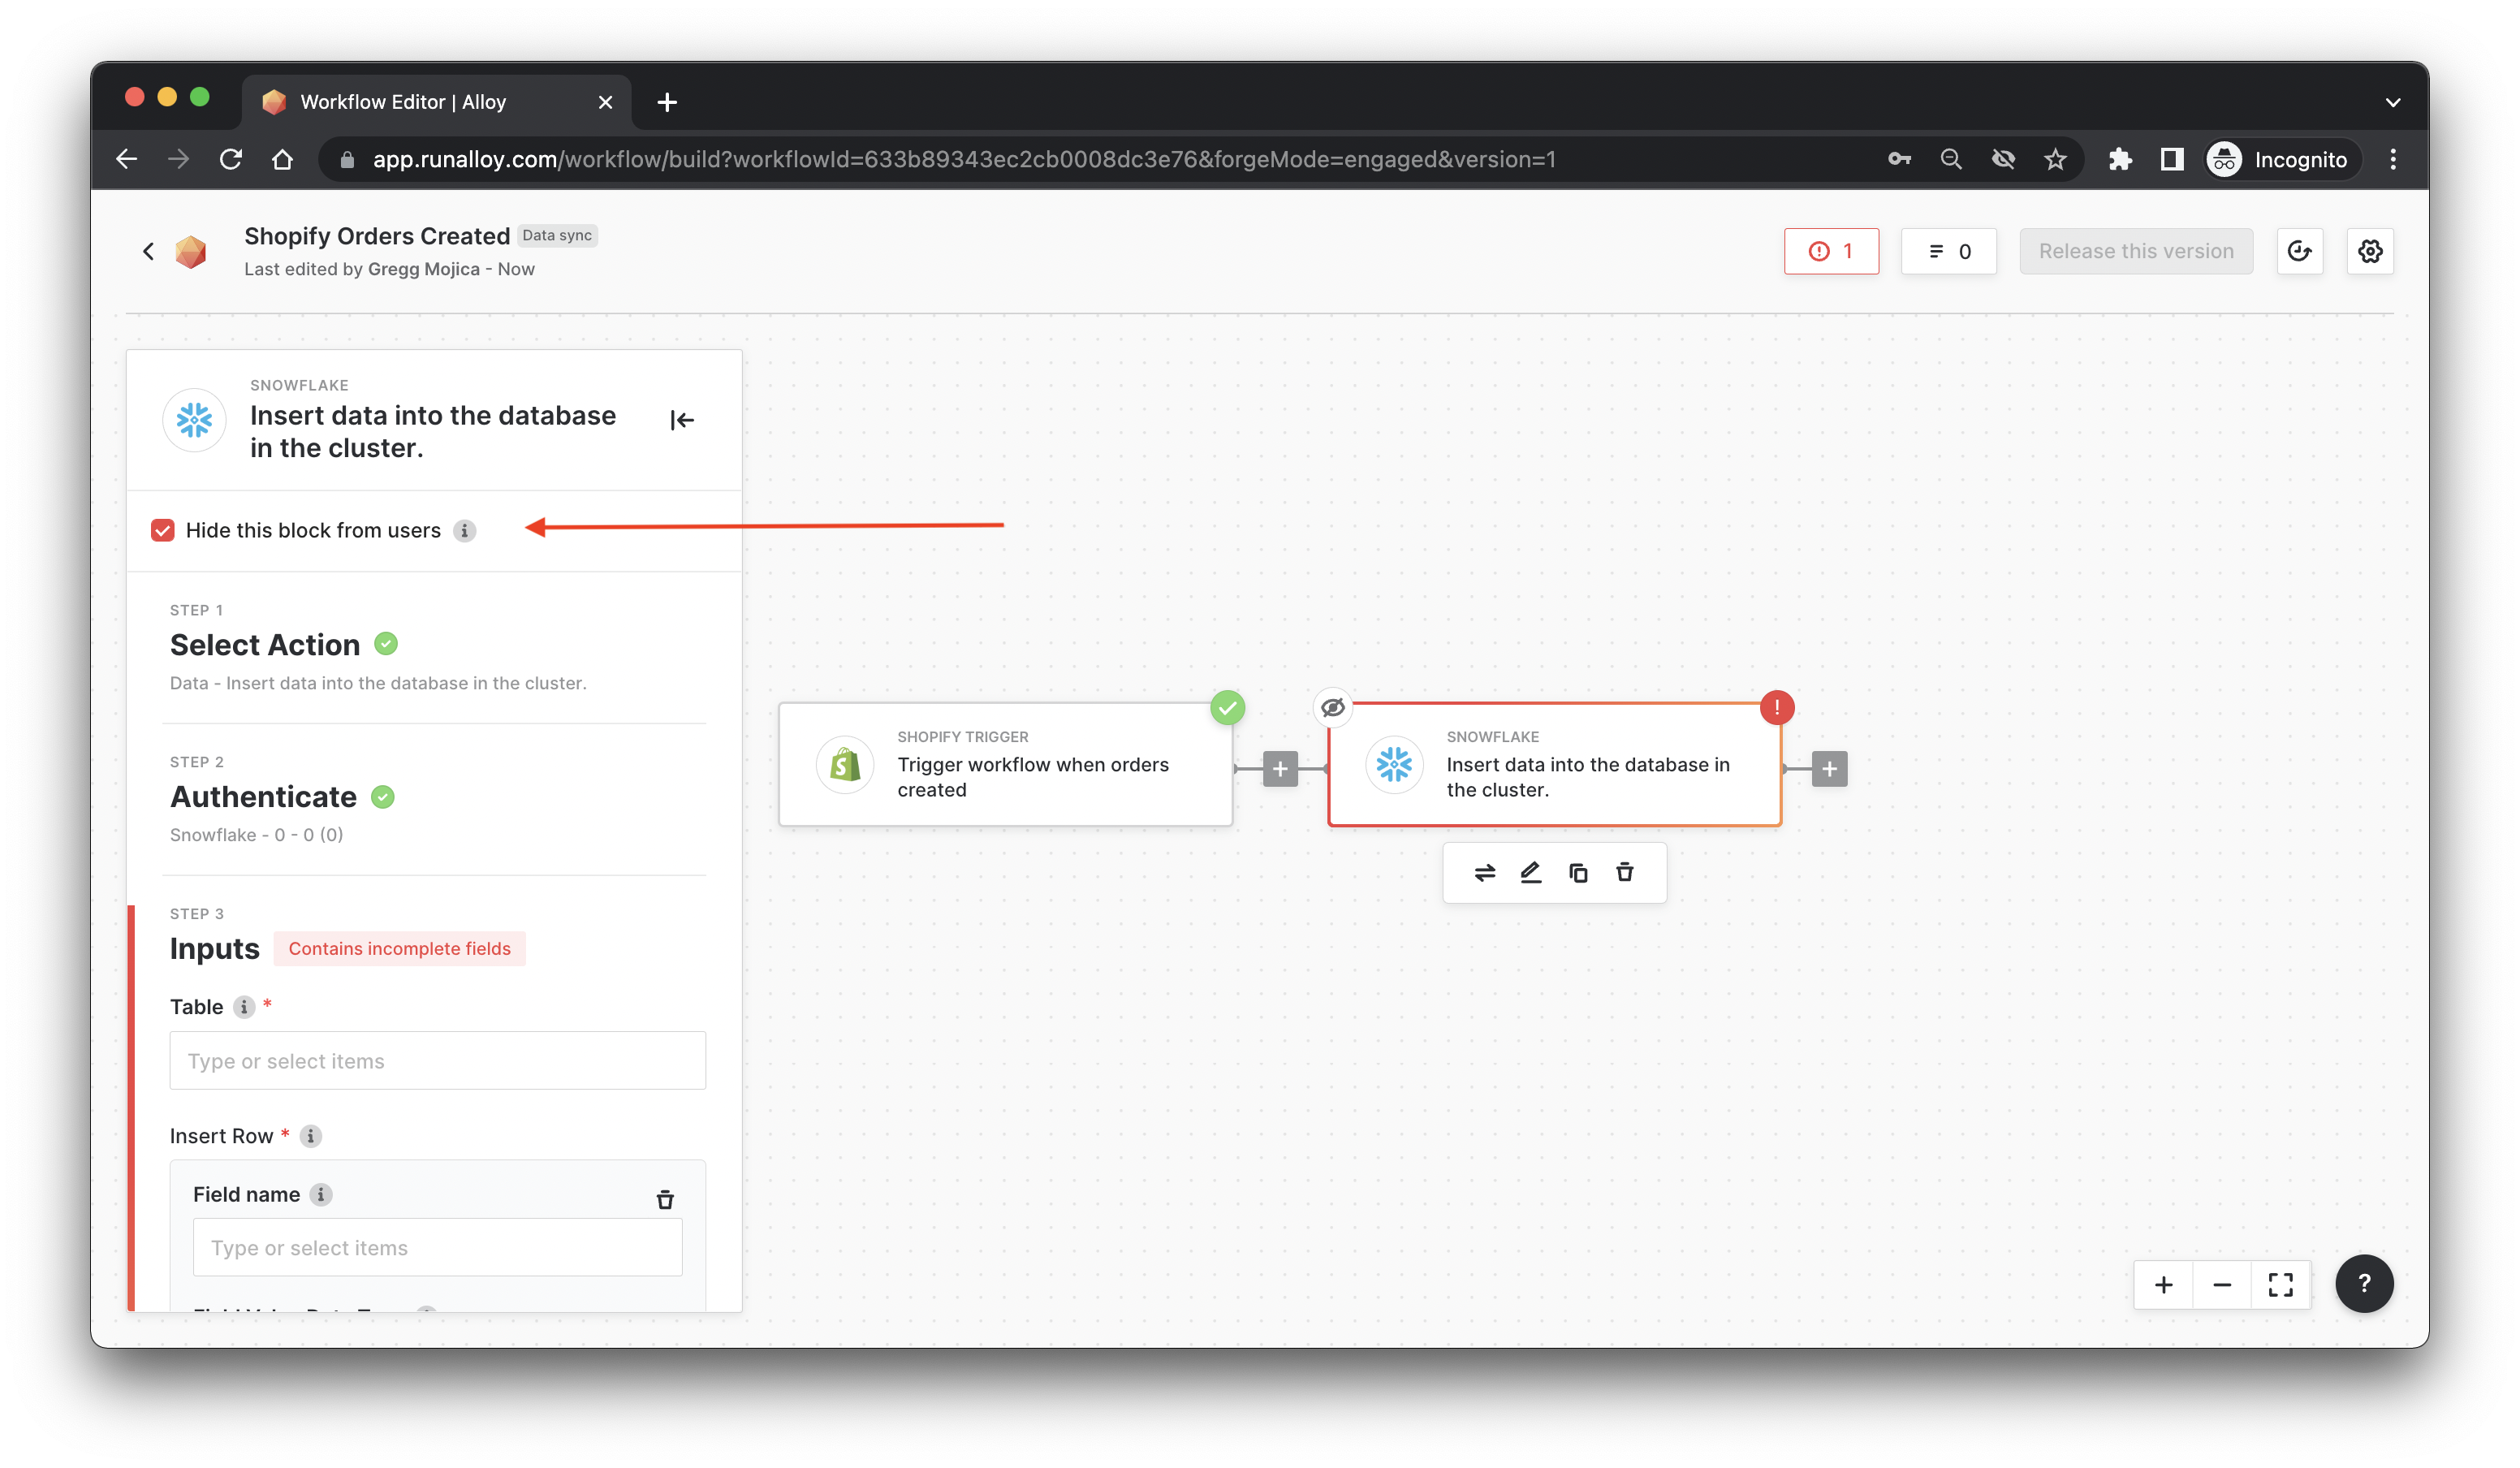 Workflow Editor | Alloy
app.runalloy.com/workflow/build?workflowId=633b89343ec2cb0008dc3e76&forgeMode=engaged&version=1
Incognito
Shopify Orders Created Data sync
Last edited by Gregg Mojica - Now
1
0
Release this version
SNOWFLAKE
Insert data into the database
in the cluster.
Hide this block from users
STEP 1
Select Action
Data - Insert data into the database in the cluster.
STEP 2
Authenticate
Snowflake - 0 - 0 (0)
STEP 3
Inputs Contains incomplete fields
Table *
Type or select items
Insert Row *
Field name
Type or select items
SHOPIFY TRIGGER
Trigger workflow when orders
created
SNOWFLAKE
Insert data into the database in
the cluster.